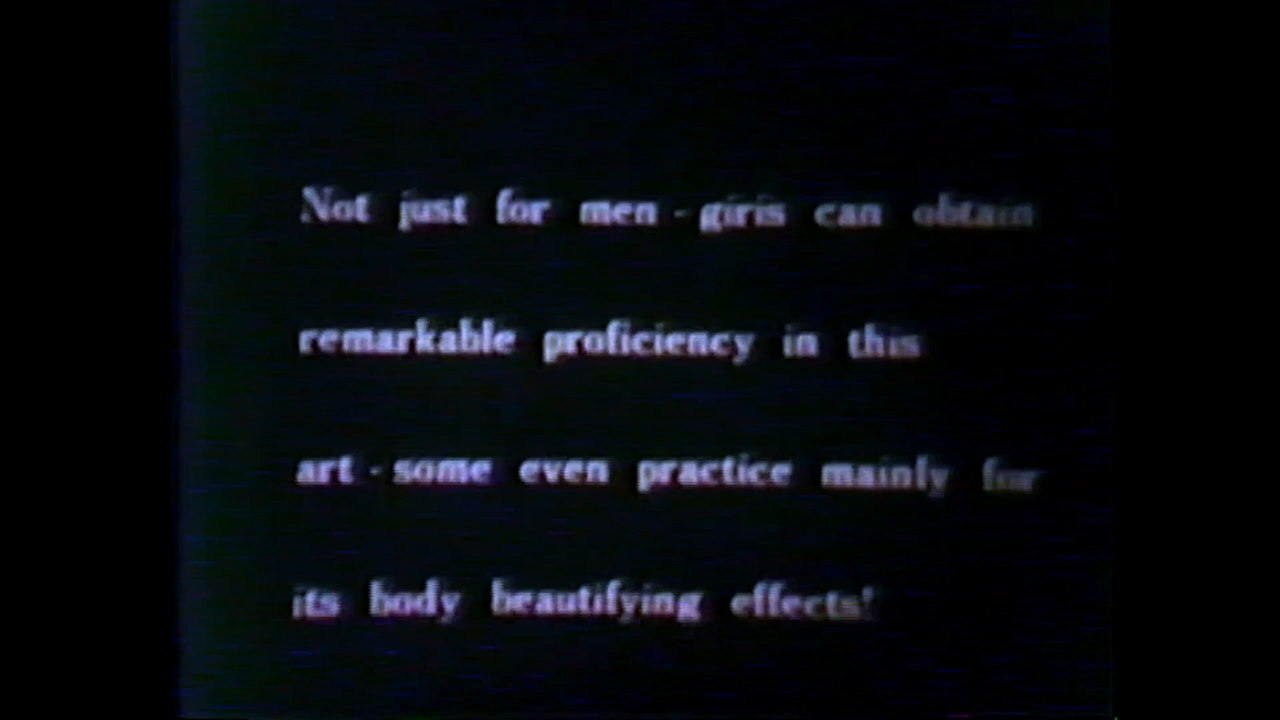 Not just for men - girls can obtain
remarkable proficiency in this
art - some even practice mainly for
its body beautifying effects!